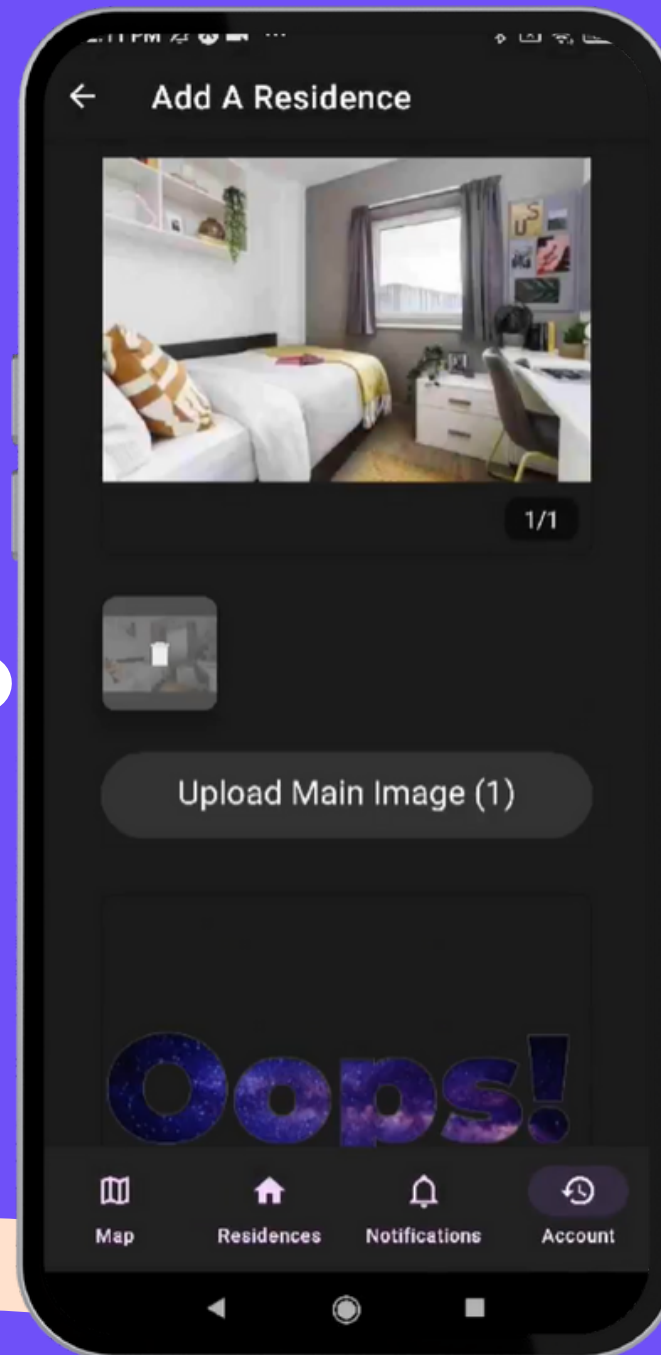 Add A Residence
1/1
Upload Main Image (1)
Oops!
Map
Residences
Notifications
Account